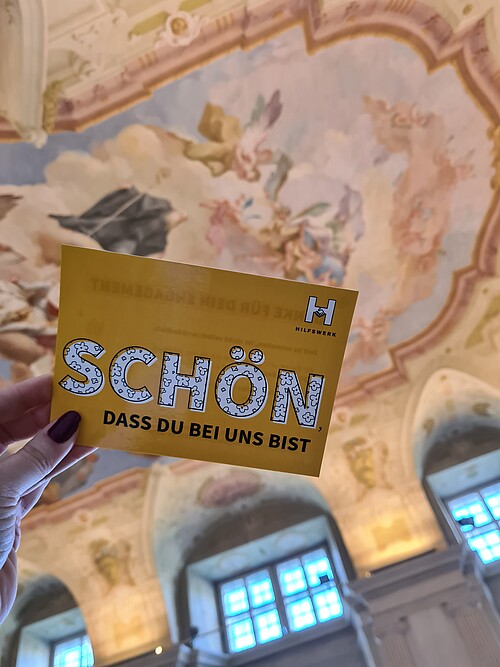 H
HILFSWERK
SCHÖN,
DASS DU BEI UNS BIST